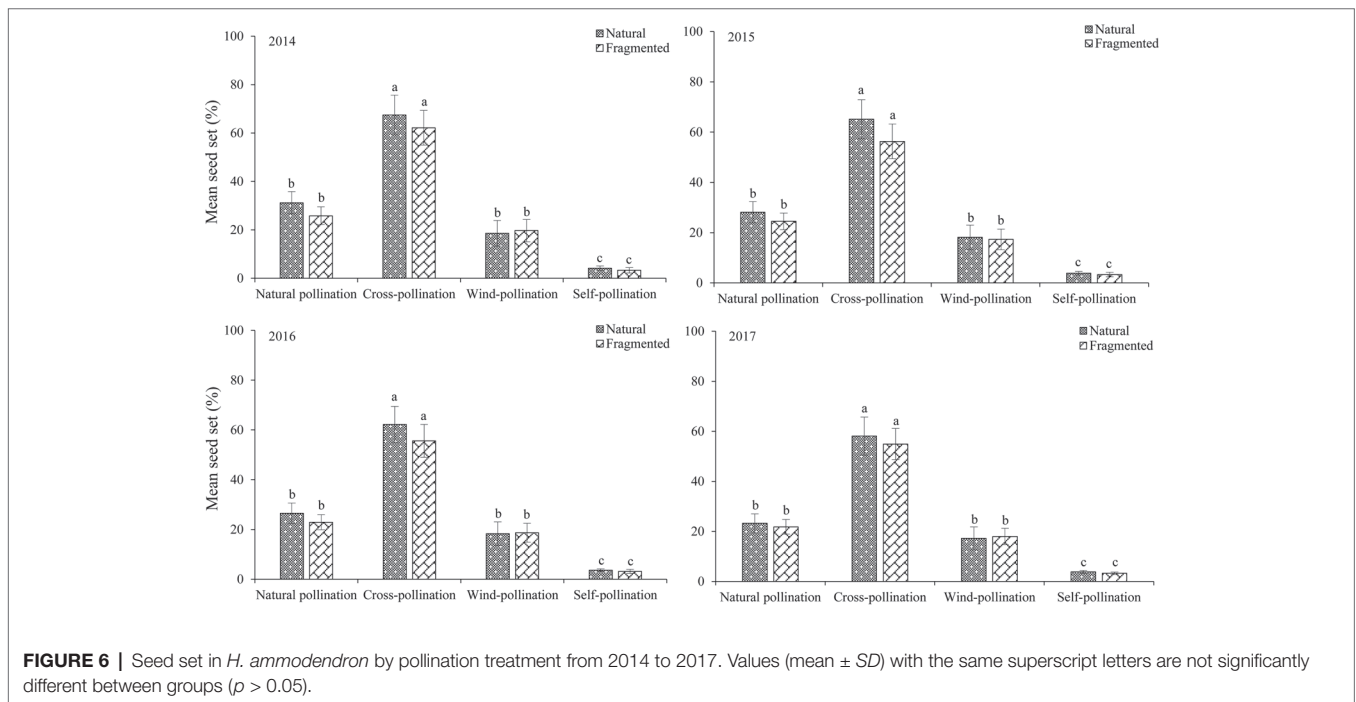 100
80
60
40
20
0
Mean seed set (%)
2014
Natural
Fragmented
b
b
a
a
b
b
c
c
Natural pollination Cross-pollination Wind-pollination Self-pollination
100
80
60
40
20
0
2015
Natural
Fragmented
b
b
a
a
b
b
c
c
Natural pollination Cross-pollination Wind-pollination Self-pollination
100
80
60
40
20
0
Mean seed set (%)
2016
Natural
Fragmented
b
b
a
a
b
b
c
c
Natural pollination Cross-pollination Wind-pollination Self-pollination
100
80
60
40
20
0
2017
Natural
Fragmented
b
b
a
a
b
b
c
c
Natural pollination Cross-pollination Wind-pollination Self-pollination
FIGURE 6 | Seed set in H. ammodendron by pollination treatment from 2014 to 2017. Values (mean ± SD) with the same superscript letters are not significantly
different between groups (p > 0.05).